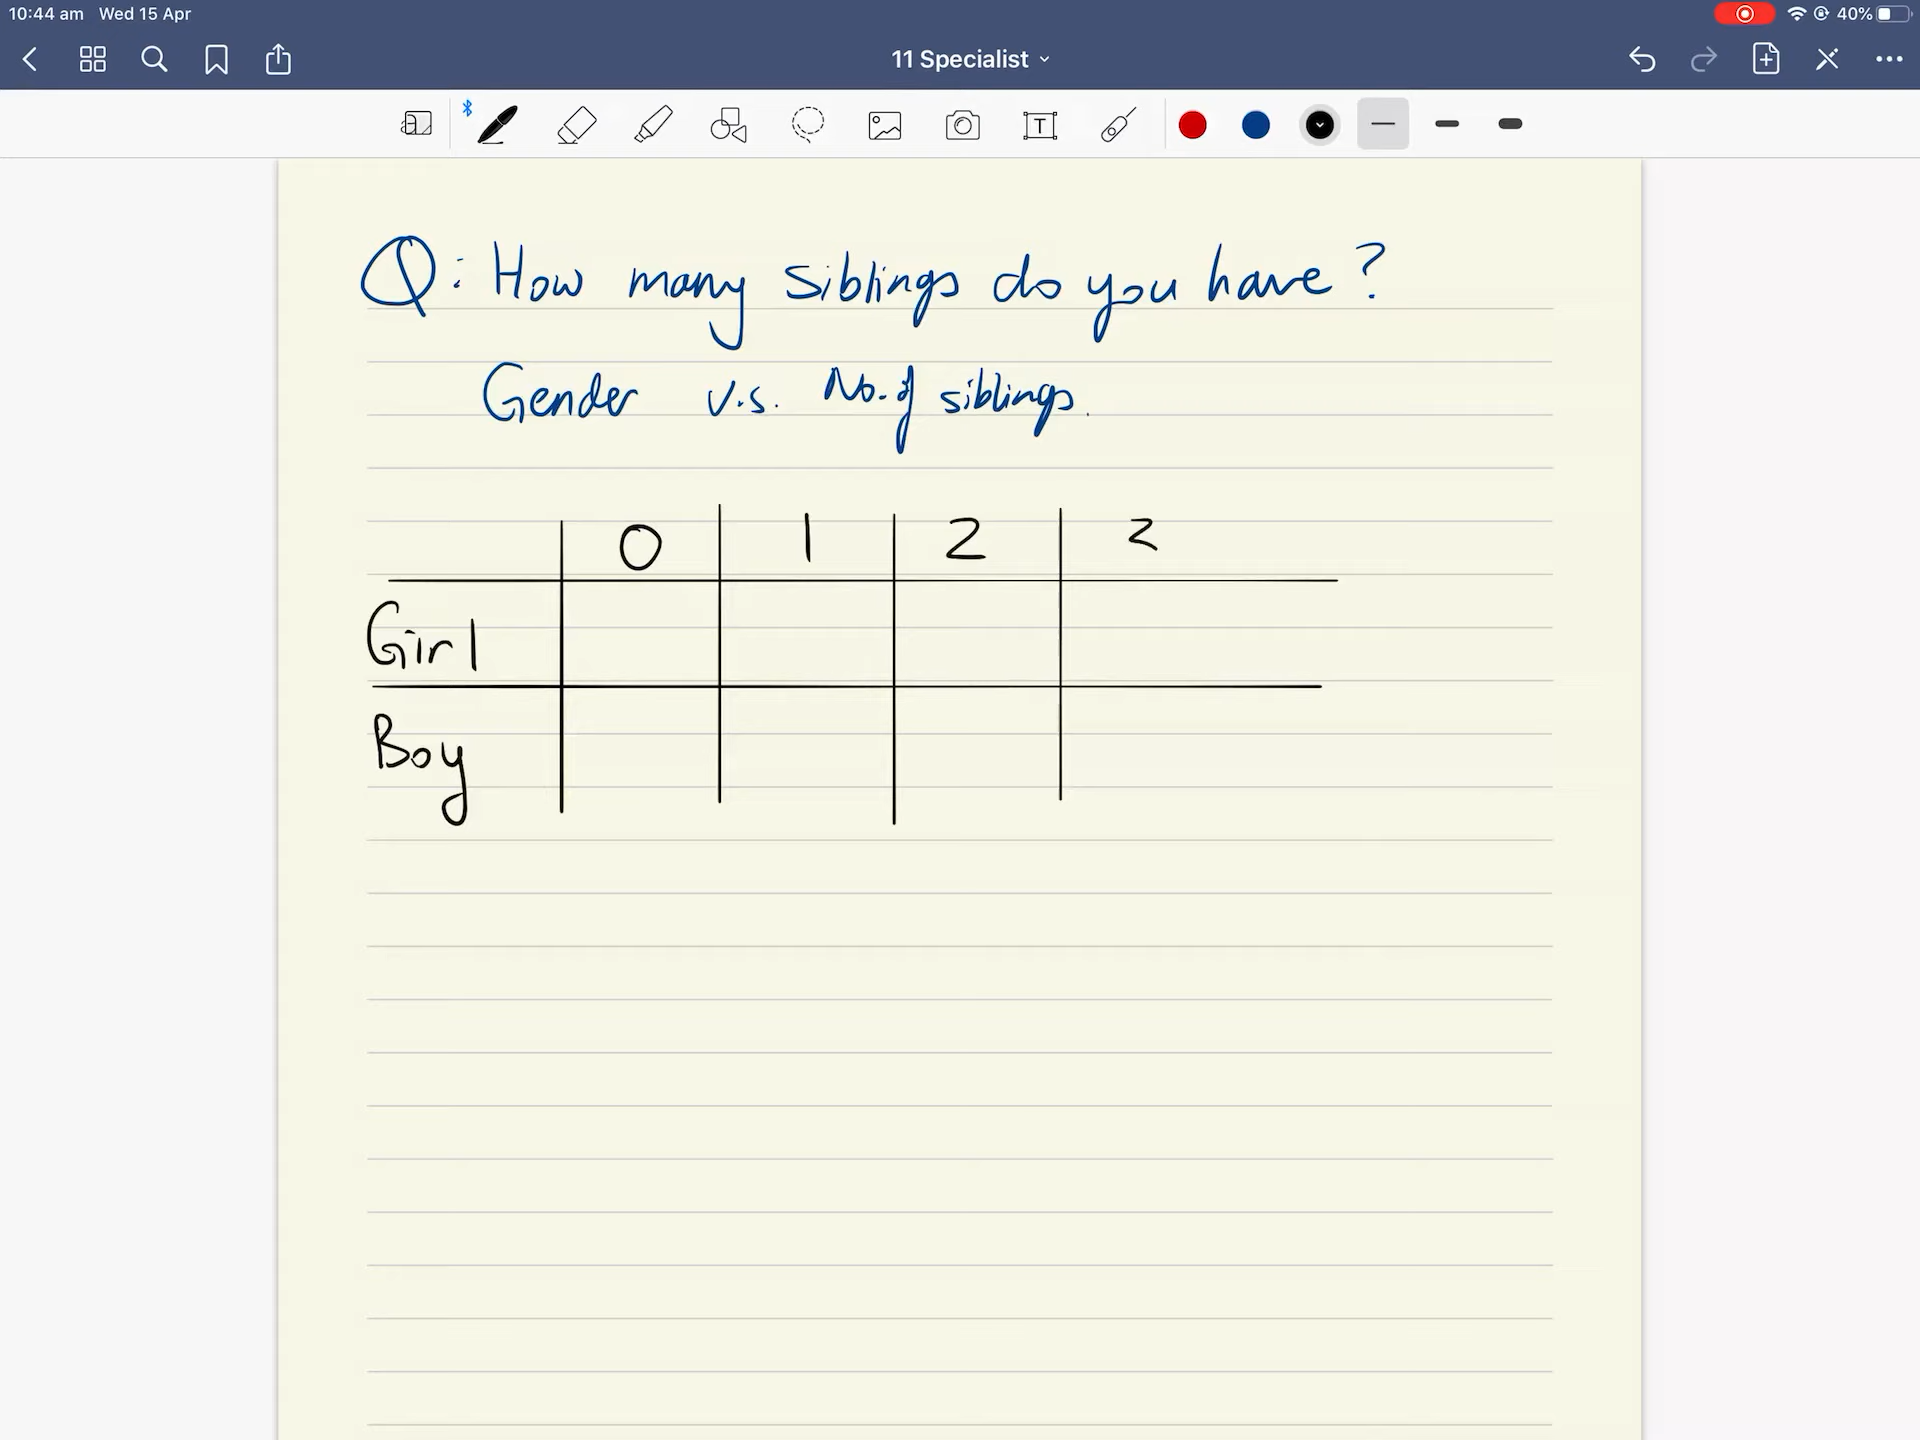 10:44 am Wed 15 Apr
40%
11 Specialist
Q: How many siblings do you have?
Gender v.s. No. of siblings.
0 1 2 2
Girl
Boy